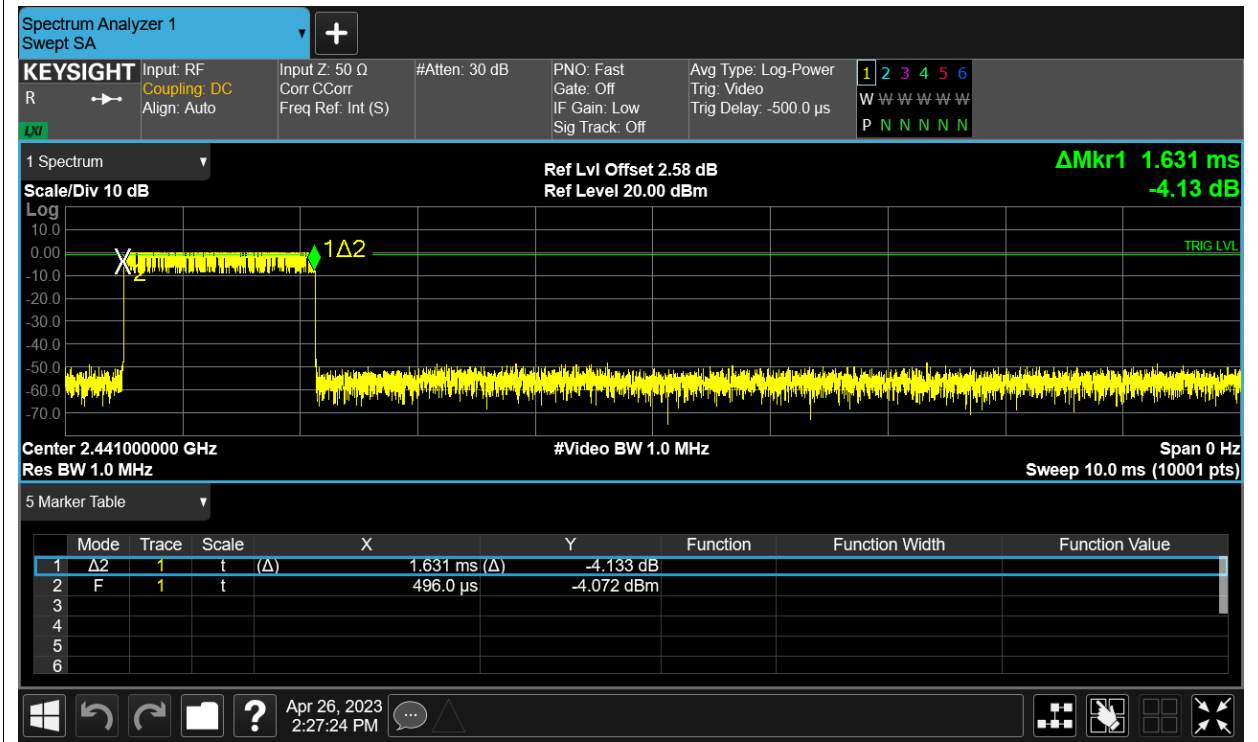 Spectrum Analyzer 1
Swept SA
KEYSIGHT Input: RF Input Z: 50 Ω #Atten: 30 dB PNO: Fast Avg Type: Log-Power 1 2 3 4 5 6
R Coupling: DC Corr CCorr Gate: Off Trig: Video W W W W W W
Align: Auto Freq Ref: Int (S) IF Gain: Low Trig Delay: -500.0 µs
LXI Sig Track: Off P N N N N N
1 Spectrum Ref Lvl Offset 2.58 dB ΔMkr1 1.631 ms
Scale/Div 10 dB Ref Level 20.00 dBm -4.13 dB
Log
10.0
0.00 X 1Δ2 TRIG LVL
-10.0 2
-20.0
-30.0
-40.0
-50.0
-60.0
-70.0
Center 2.441000000 GHz #Video BW 1.0 MHz Span 0 Hz
Res BW 1.0 MHz Sweep 10.0 ms (10001 pts)
5 Marker Table
Mode Trace Scale X Y Function Function Width Function Value
1 Δ2 1 t (Δ) 1.631 ms (Δ) -4.133 dB
2 F 1 t 496.0 µs -4.072 dBm
3
4
5
6
? Apr 26, 2023
2:27:24 PM